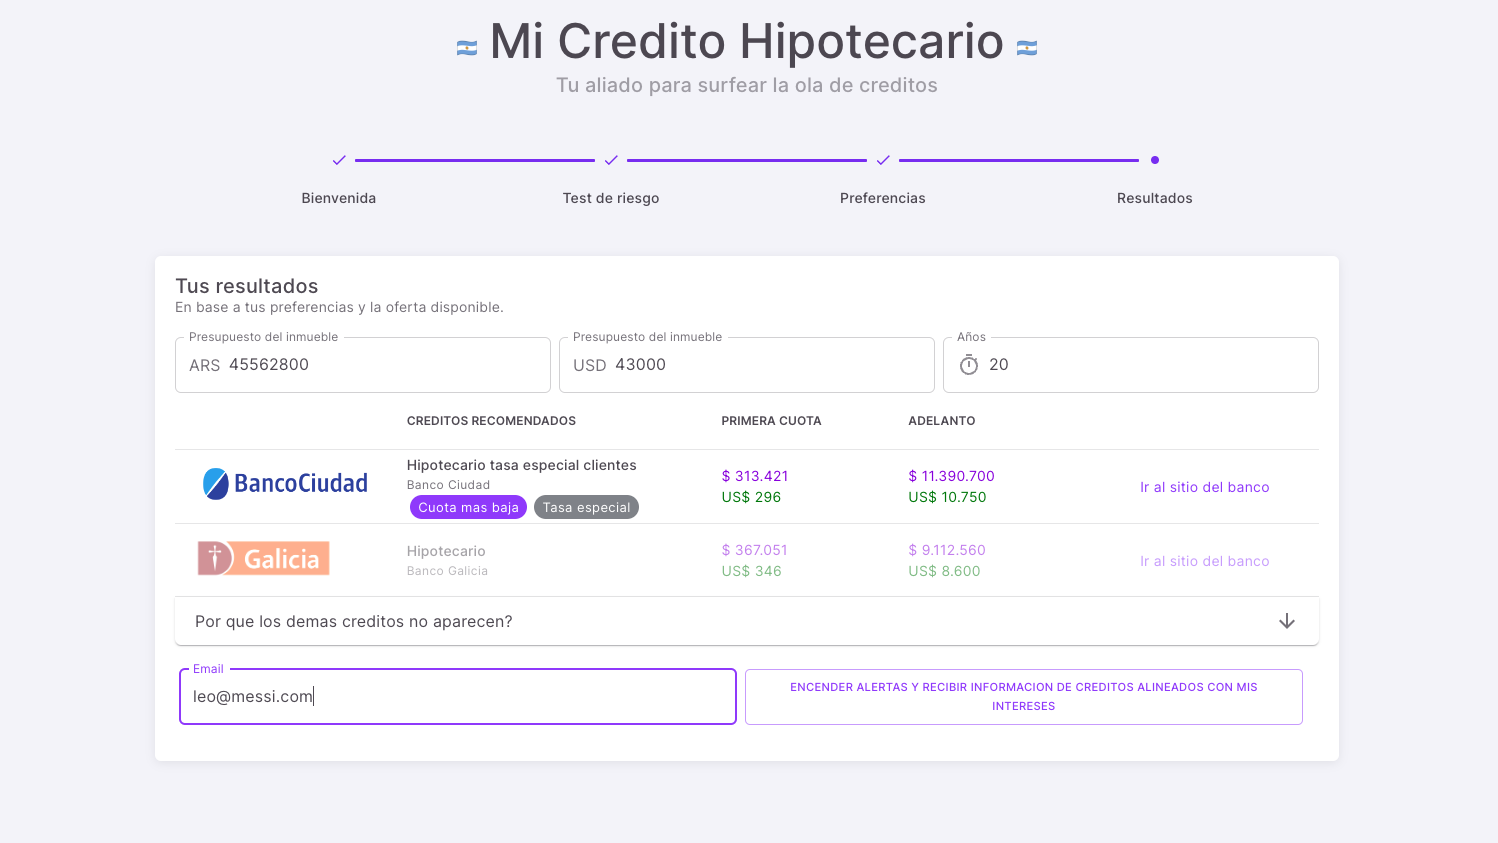 Mi Credito Hipotecario
Tu aliado para surfear la ola de creditos
Bienvenida
Test de riesgo
Preferencias
Resultados
Tus resultados
En base a tus preferencias y la oferta disponible.
Presupuesto del inmueble
ARS 45562800
Presupuesto del inmueble
USD 43000
Años
20
CREDITOS RECOMENDADOS
PRIMERA CUOTA
ADELANTO
BancoCiudad
Hipotecario tasa especial clientes
Banco Ciudad
Cuota mas baja
Tasa especial
$ 313.421
US$ 296
$ 11.390.700
US$ 10.750
Ir al sitio del banco
Galicia
Hipotecario
Banco Galicia
$ 367.051
US$ 346
$ 9.112.560
US$ 8.600
Ir al sitio del banco
Por que los demas creditos no aparecen?
Email
leo@messi.com
ENCENDER ALERTAS Y RECIBIR INFORMACION DE CREDITOS ALINEADOS CON MIS
INTERESES